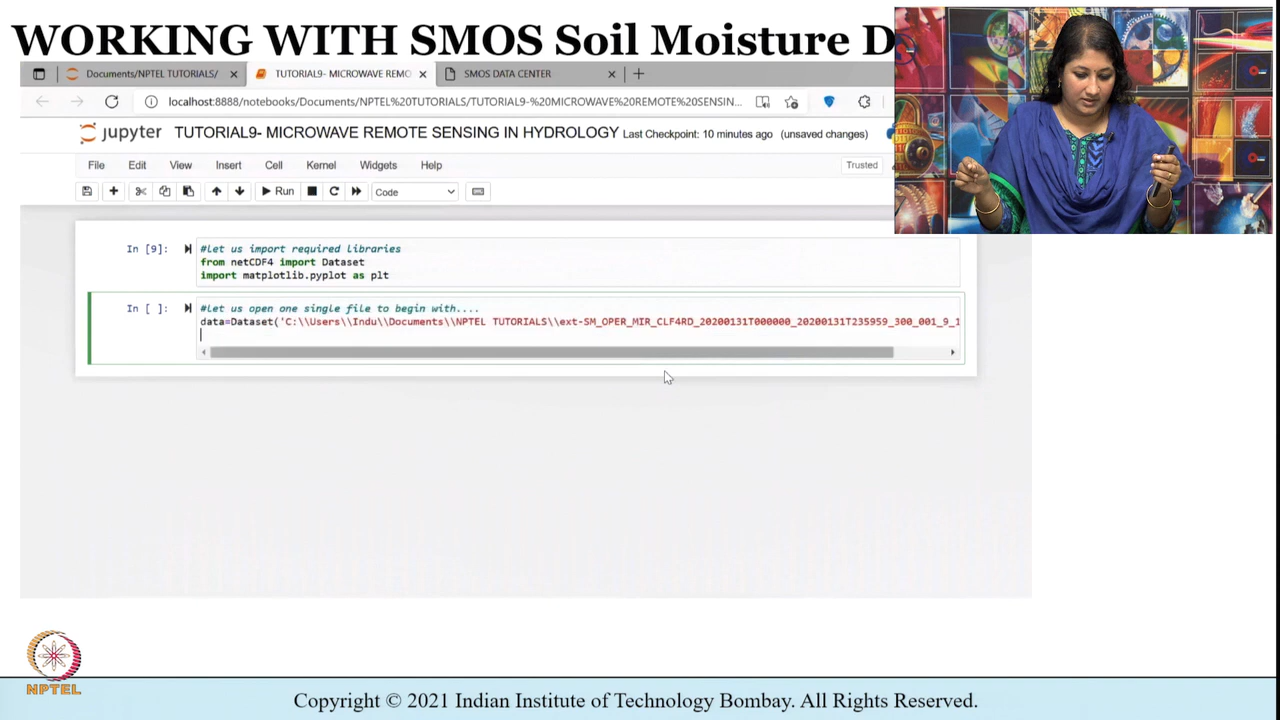 WORKING WITH SMOS Soil Moisture D
Documents/NPTEL TUTORIALS/
TUTORIAL9- MICROWAVE REMO
SMOS DATA CENTER
localhost:8888/notebooks/Documents/NPTEL%20TUTORIALS/TUTORIAL9-%20MICROWAVE%20REMOTE%20SENSIN...
jupyter TUTORIAL9- MICROWAVE REMOTE SENSING IN HYDROLOGY Last Checkpoint: 10 minutes ago (unsaved changes)
File Edit View Insert Cell Kernel Widgets Help Trusted
Run Code
In [9]: #let us import required libraries
from netCDF4 import Dataset
import matplotlib.pyplot as plt
In [ ]: #let us open one single file to begin with....
data=Dataset('C:\\Users\\Indu\\Documents\\NPTEL TUTORIALS\\ext-SM_OPER_MIR_CLF4RD_20200131T000000_20200131T235959_300_001_9_1
NPTEL
Copyright © 2021 Indian Institute of Technology Bombay. All Rights Reserved.